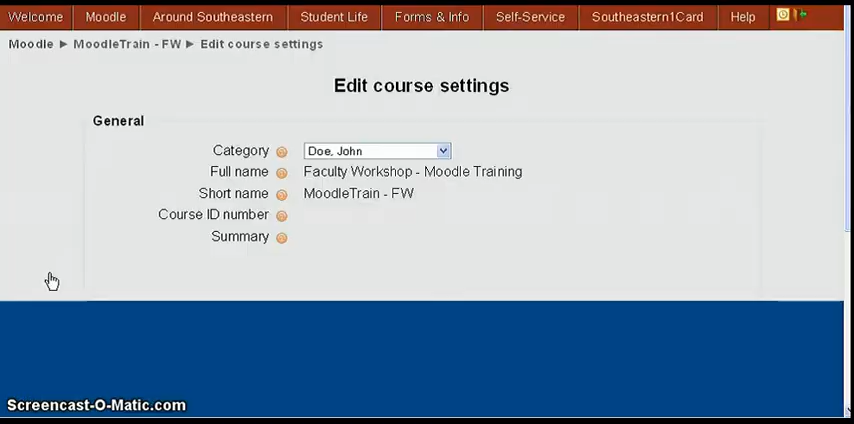 Welcome Moodle Around Southeastern Student Life Forms & Info Self-Service Southeastern1Card Help
Moodle ► MoodleTrain - FW ► Edit course settings
Edit course settings
General
Category Doe, John
Full name Faculty Workshop - Moodle Training
Short name MoodleTrain - FW
Course ID number
Summary
Screencast-O-Matic.com